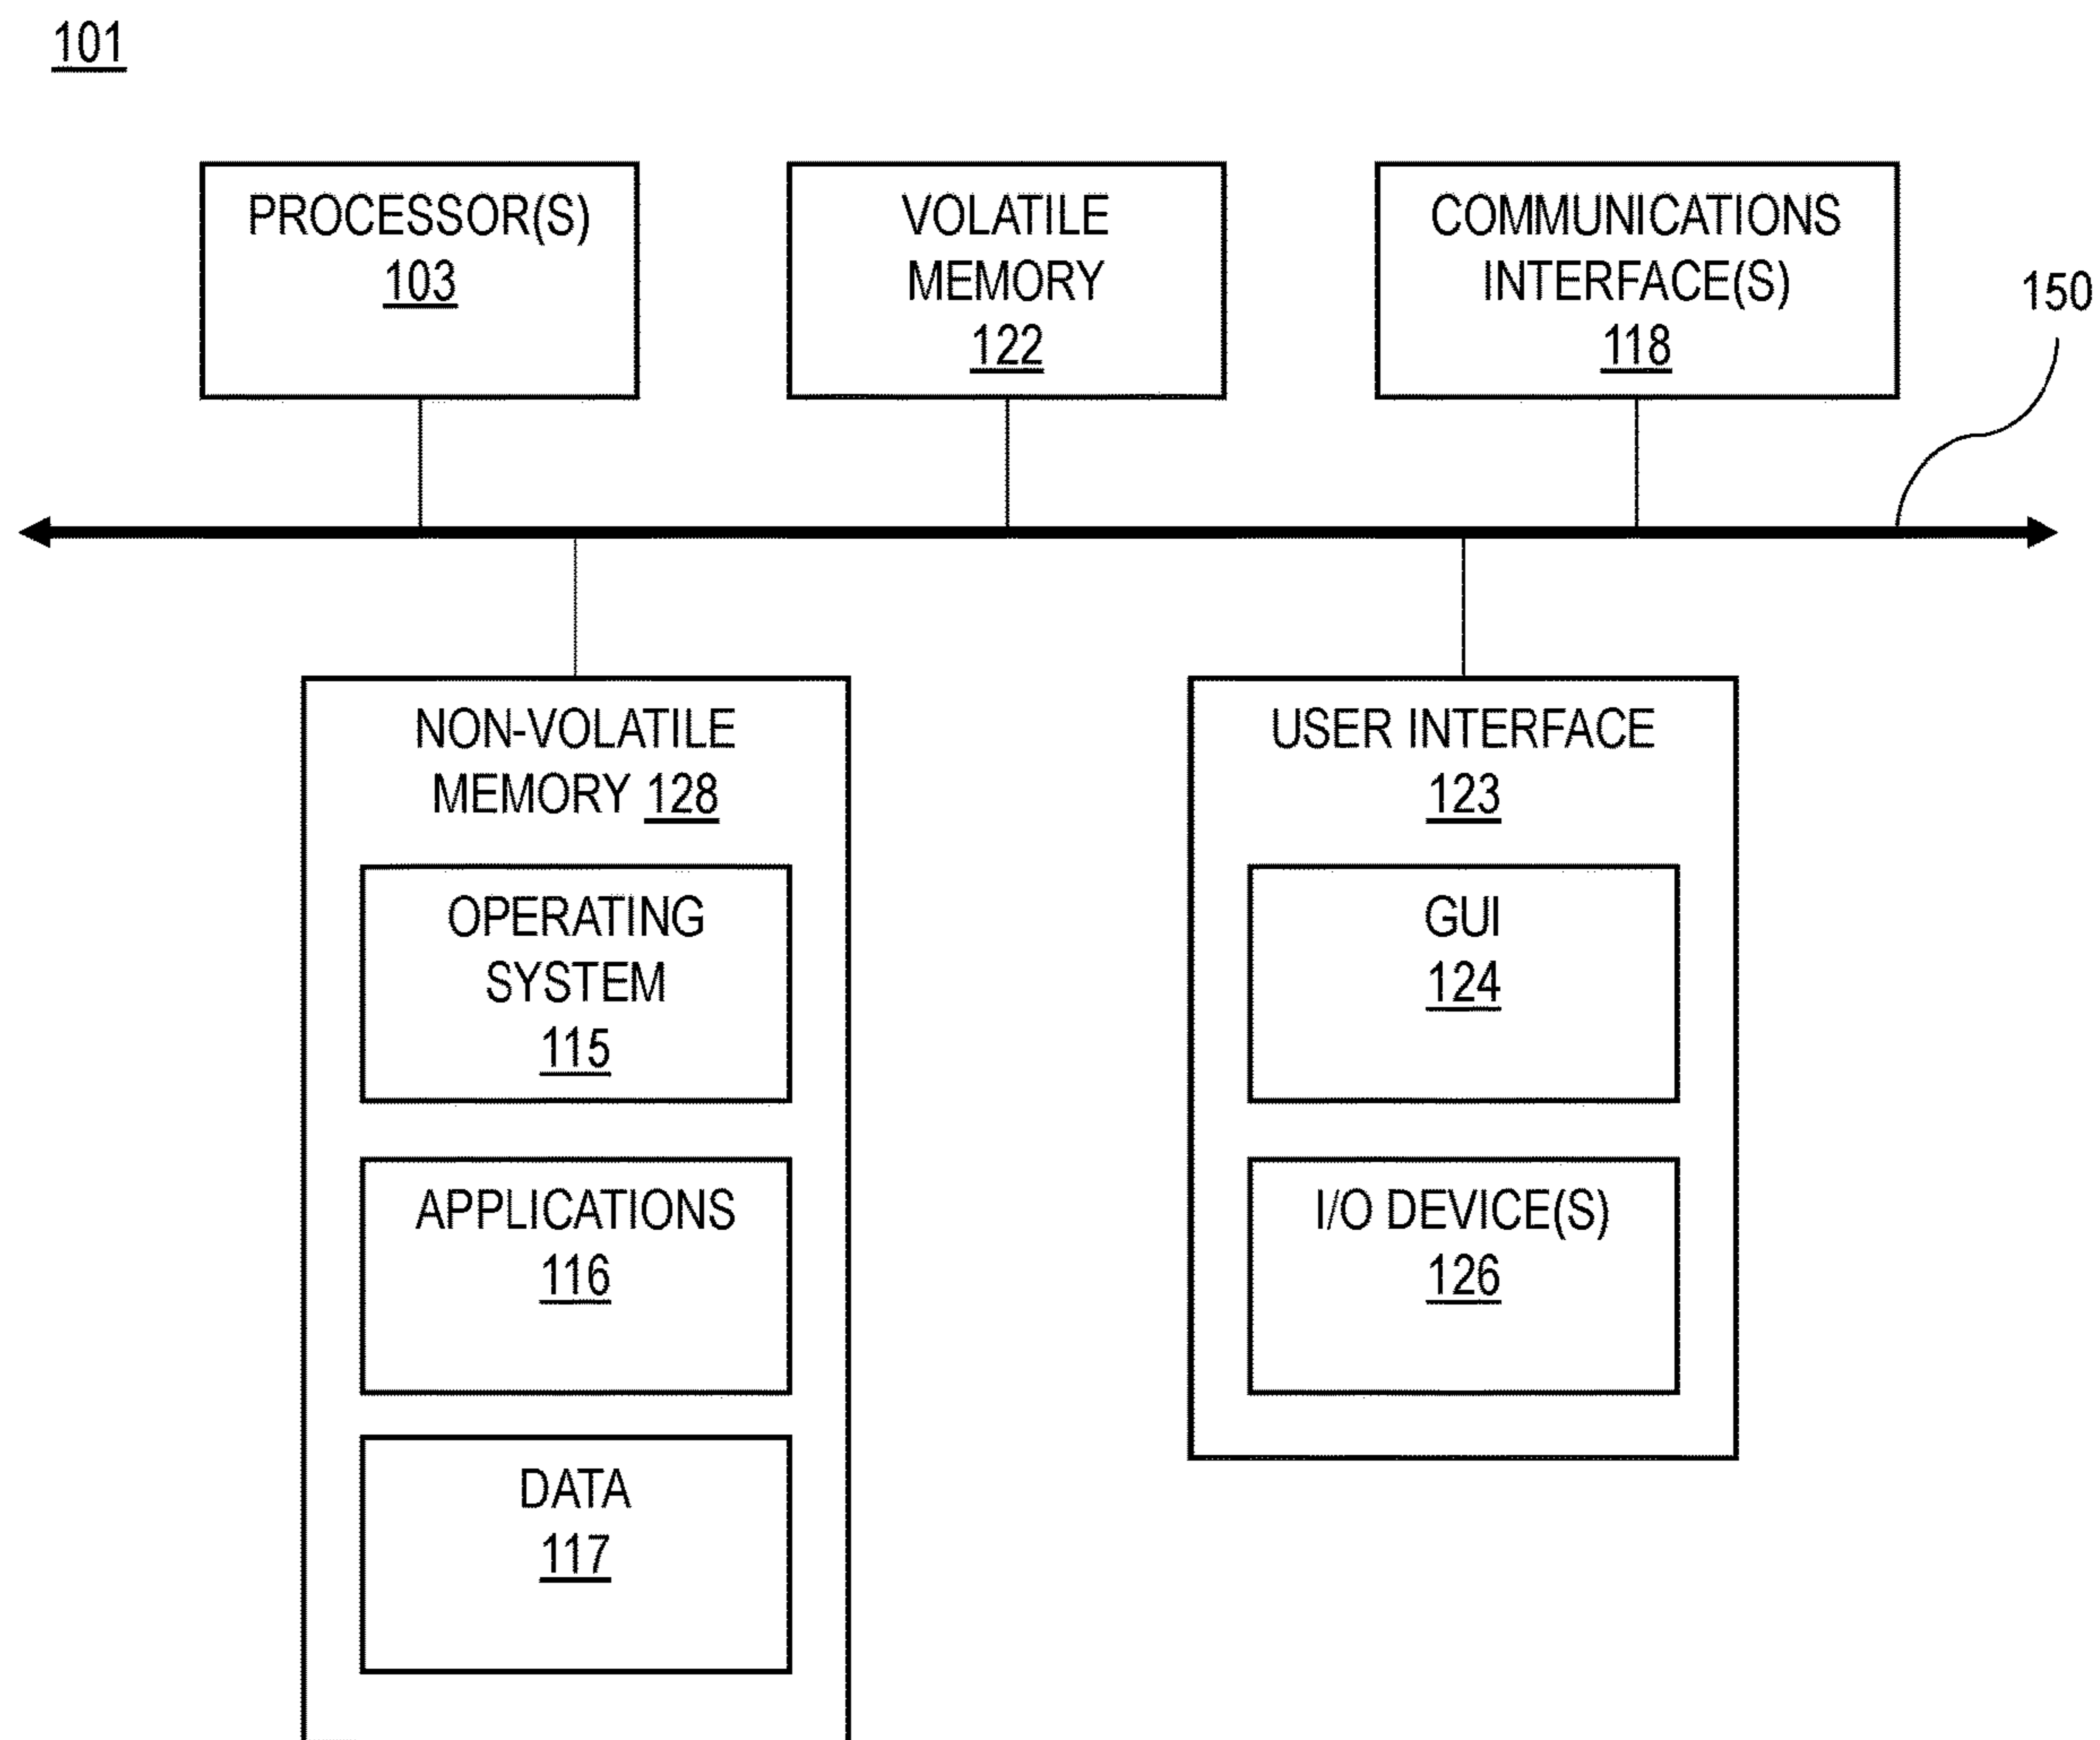 101
PROCESSOR(S)
103
VOLATILE
MEMORY
122
COMMUNICATIONS
INTERFACE(S)
118
150
NON-VOLATILE
MEMORY 128
OPERATING
SYSTEM
115
APPLICATIONS
116
DATA
117
USER INTERFACE
123
GUI
124
I/O DEVICE(S)
126